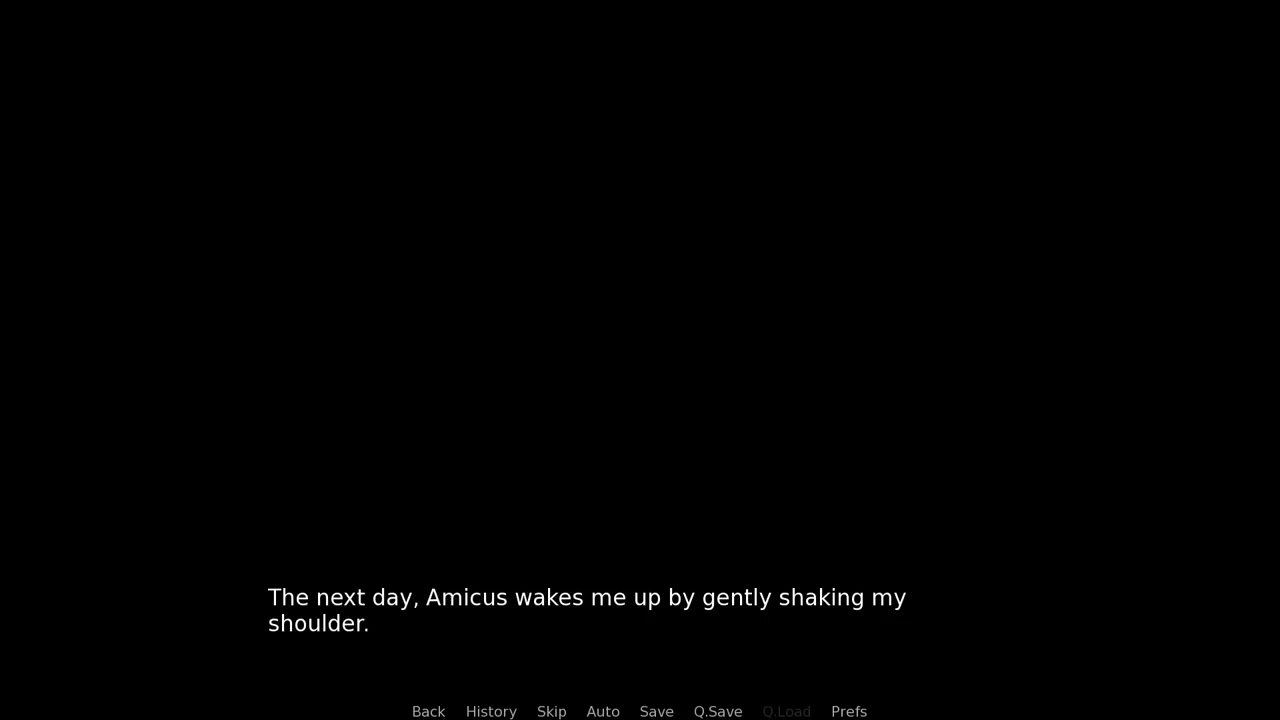 The next day, Amicus wakes me up by gently shaking my
shoulder.
Back History Skip Auto Save Q.Save Q.Load Prefs